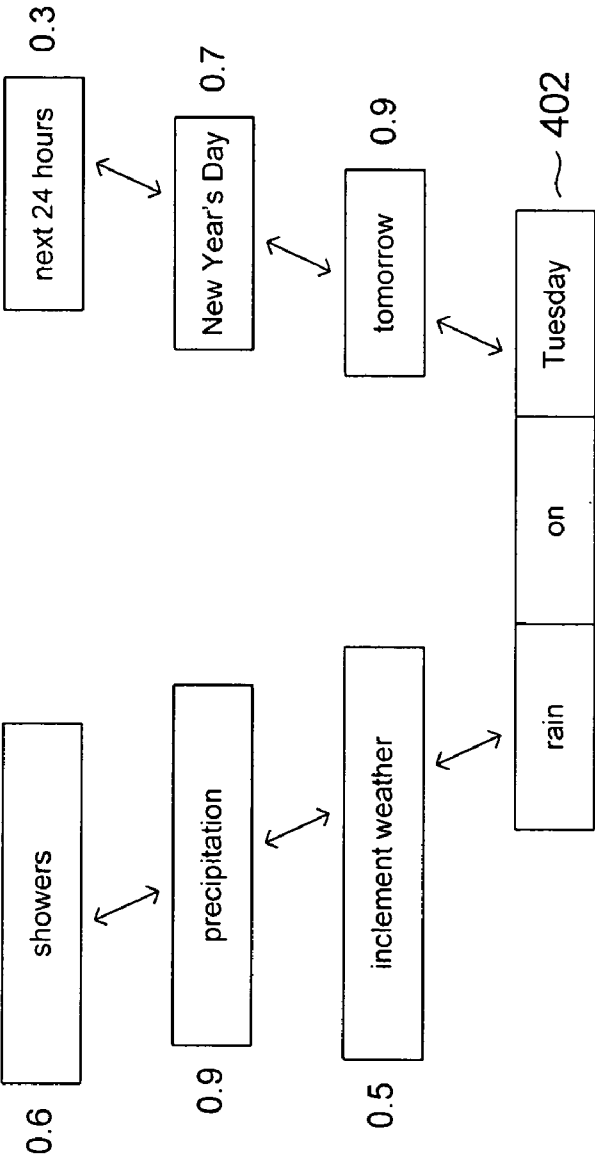 0.6
showers
next 24 hours
0.3
0.9
precipitation
New Year's Day
0.7
0.5
inclement weather
tomorrow
0.9
rain
on
Tuesday
402